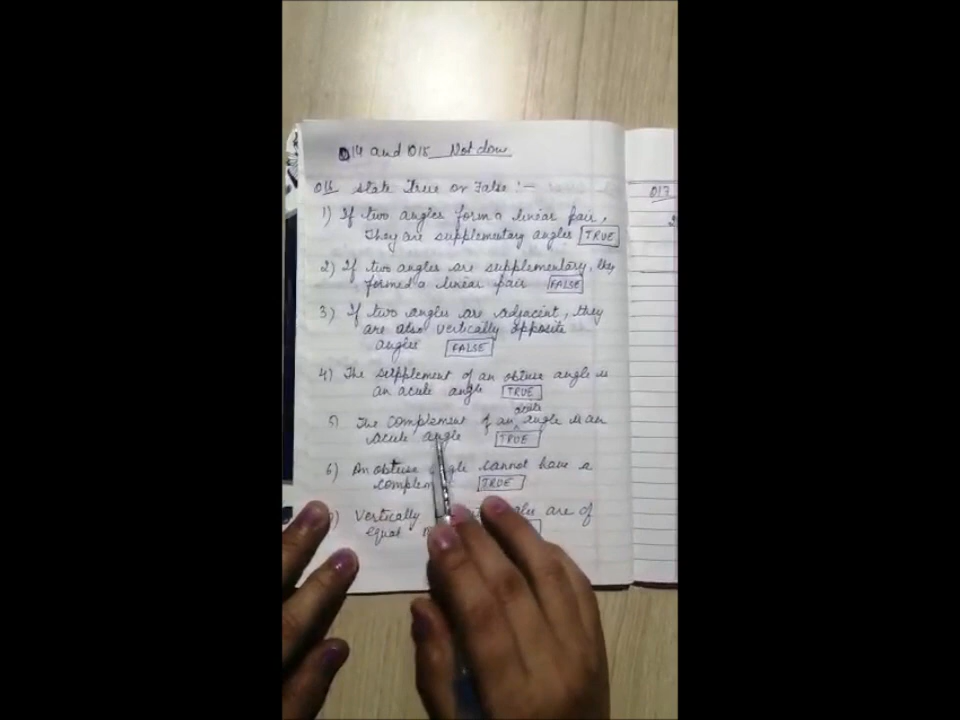 Q14 and Q15 Not done
Q16 State True or False :-
1) If two angles form a linear pair,
They are supplementary angles TRUE
2) If two angles are supplementary, they
formed a linear pair FALSE
3) If two angles are adjacent, they
are also vertically opposite
angles FALSE
4) The supplement of an obtuse angle is
an acute angle TRUE
acute
5) The complement of an ^ angle is an
acute angle TRUE
6) An obtuse angle cannot have a
complem TRUE
Vertically angles are of
equal
Q17